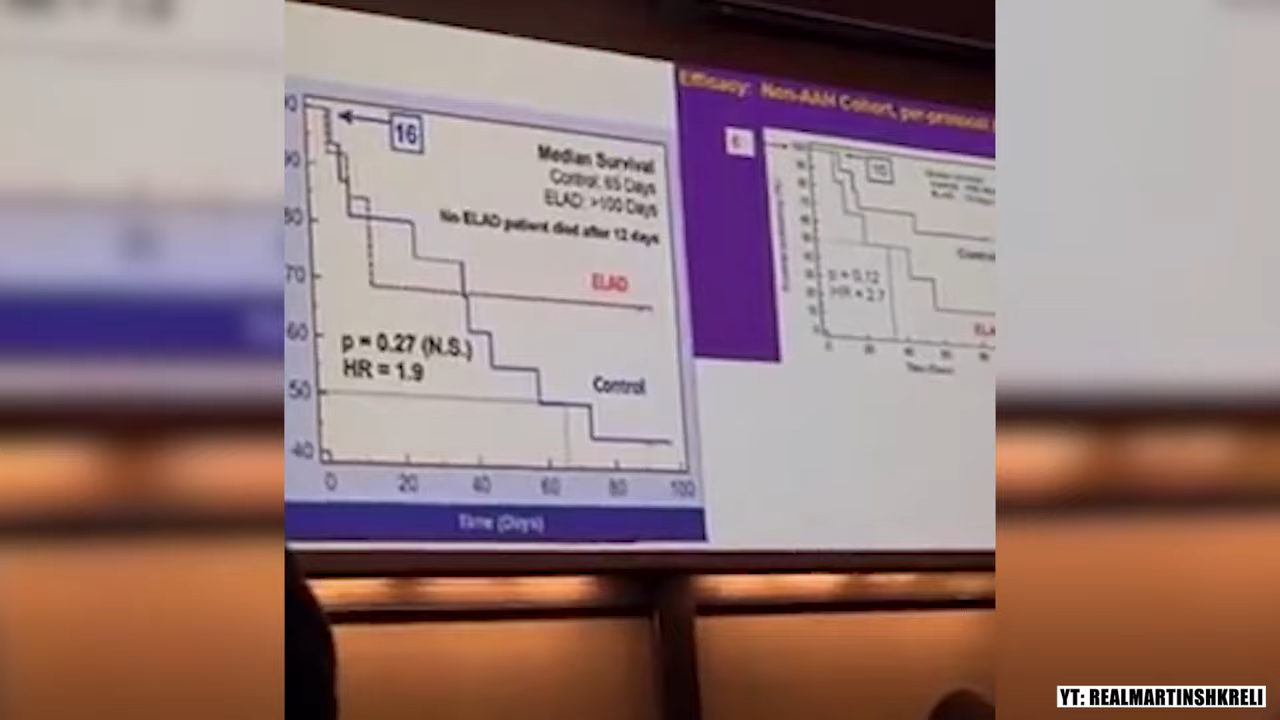 Efficacy: Non-AAH Cohort, per-protocol
16
Median Survival
Control: 65 Days
ELAD: >100 Days
No ELAD patient died after 12 days
90
80
70
60
50
40
ELAD
p = 0.27 (N.S.)
HR = 1.9
Control
0 20 40 60 80 100
Time (Days)
p = 0.12
HR = 2.7
Control
YT: REALMARTINSHKRELI